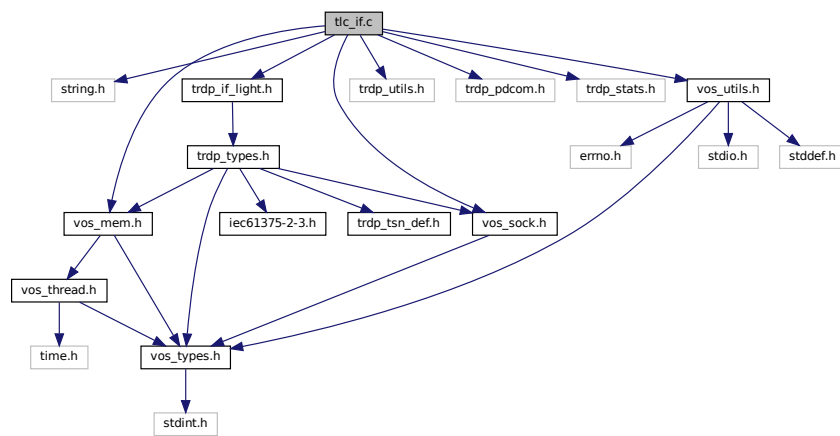 tlc_if.c
string.h
trdp_if_light.h
trdp_utils.h
trdp_pdcom.h
trdp_stats.h
vos_utils.h
trdp_types.h
errno.h
stdio.h
stddef.h
vos_mem.h
iec61375-2-3.h
trdp_tsn_def.h
vos_sock.h
vos_thread.h
time.h
vos_types.h
stdint.h